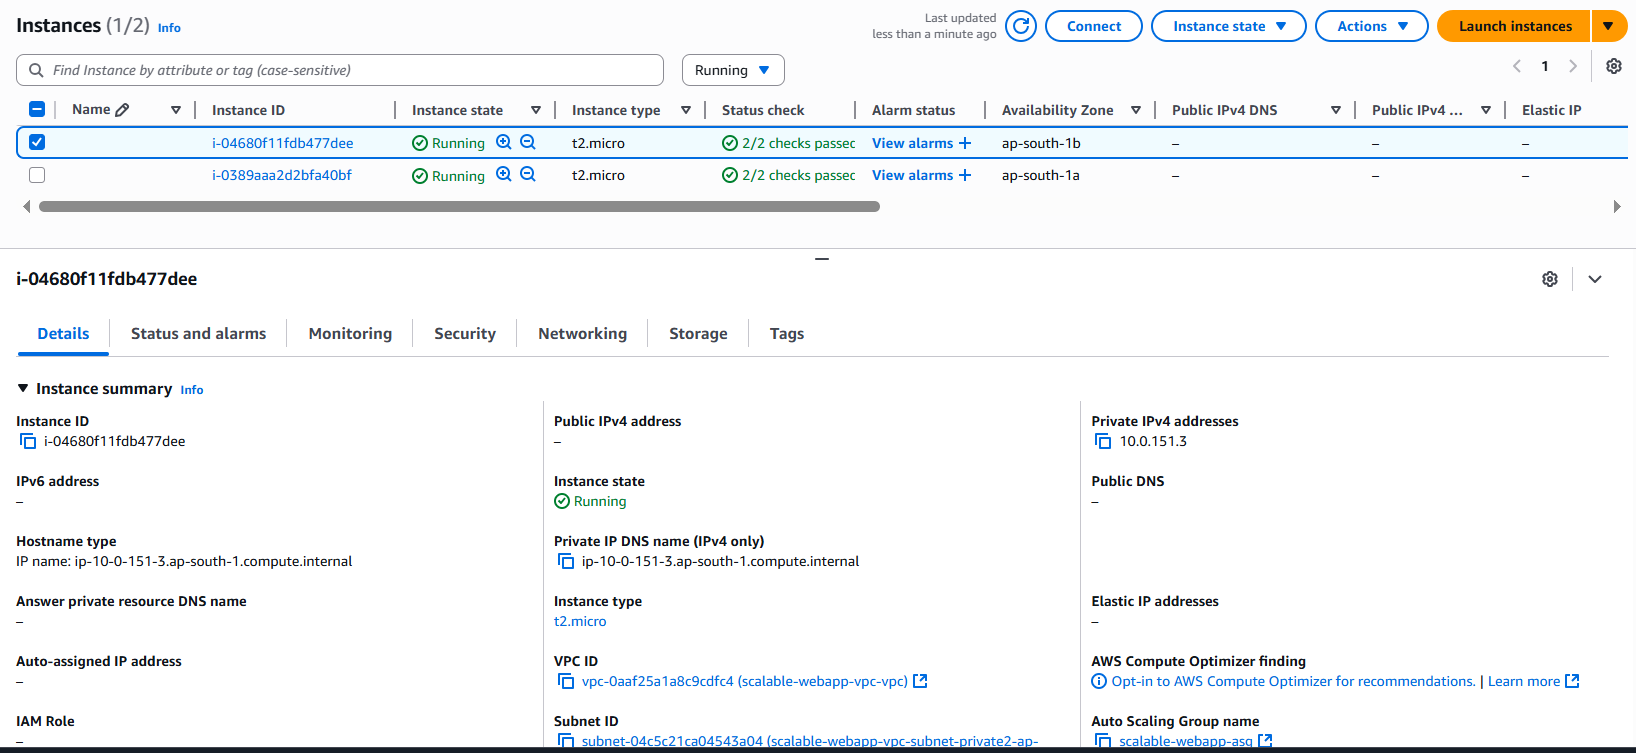 Instances (1/2) Info
Last updated
less than a minute ago
Connect
Instance state
Actions
Launch instances
Find Instance by attribute or tag (case-sensitive)
Running
1
Name Instance ID Instance state Instance type Status check Alarm status Availability Zone Public IPv4 DNS Public IPv4 ... Elastic IP
i-04680f11fdb477dee Running t2.micro 2/2 checks passec View alarms + ap-south-1b – – –
i-0389aaa2d2bfa40bf Running t2.micro 2/2 checks passec View alarms + ap-south-1a – – –
i-04680f11fdb477dee
Details Status and alarms Monitoring Security Networking Storage Tags
Instance summary Info
Instance ID
i-04680f11fdb477dee
Public IPv4 address
–
Private IPv4 addresses
10.0.151.3
IPv6 address
–
Instance state
Running
Public DNS
–
Hostname type
IP name: ip-10-0-151-3.ap-south-1.compute.internal
Private IP DNS name (IPv4 only)
ip-10-0-151-3.ap-south-1.compute.internal
Answer private resource DNS name
–
Instance type
t2.micro
Elastic IP addresses
–
Auto-assigned IP address
–
VPC ID
vpc-0aaf25a1a8c9cdfc4 (scalable-webapp-vpc-vpc)
AWS Compute Optimizer finding
Opt-in to AWS Compute Optimizer for recommendations. | Learn more
IAM Role
–
Subnet ID
subnet-04c5c21ca04543a04 (scalable-webapp-vpc-subnet-private2-ap-
Auto Scaling Group name
scalable-webapp-asg